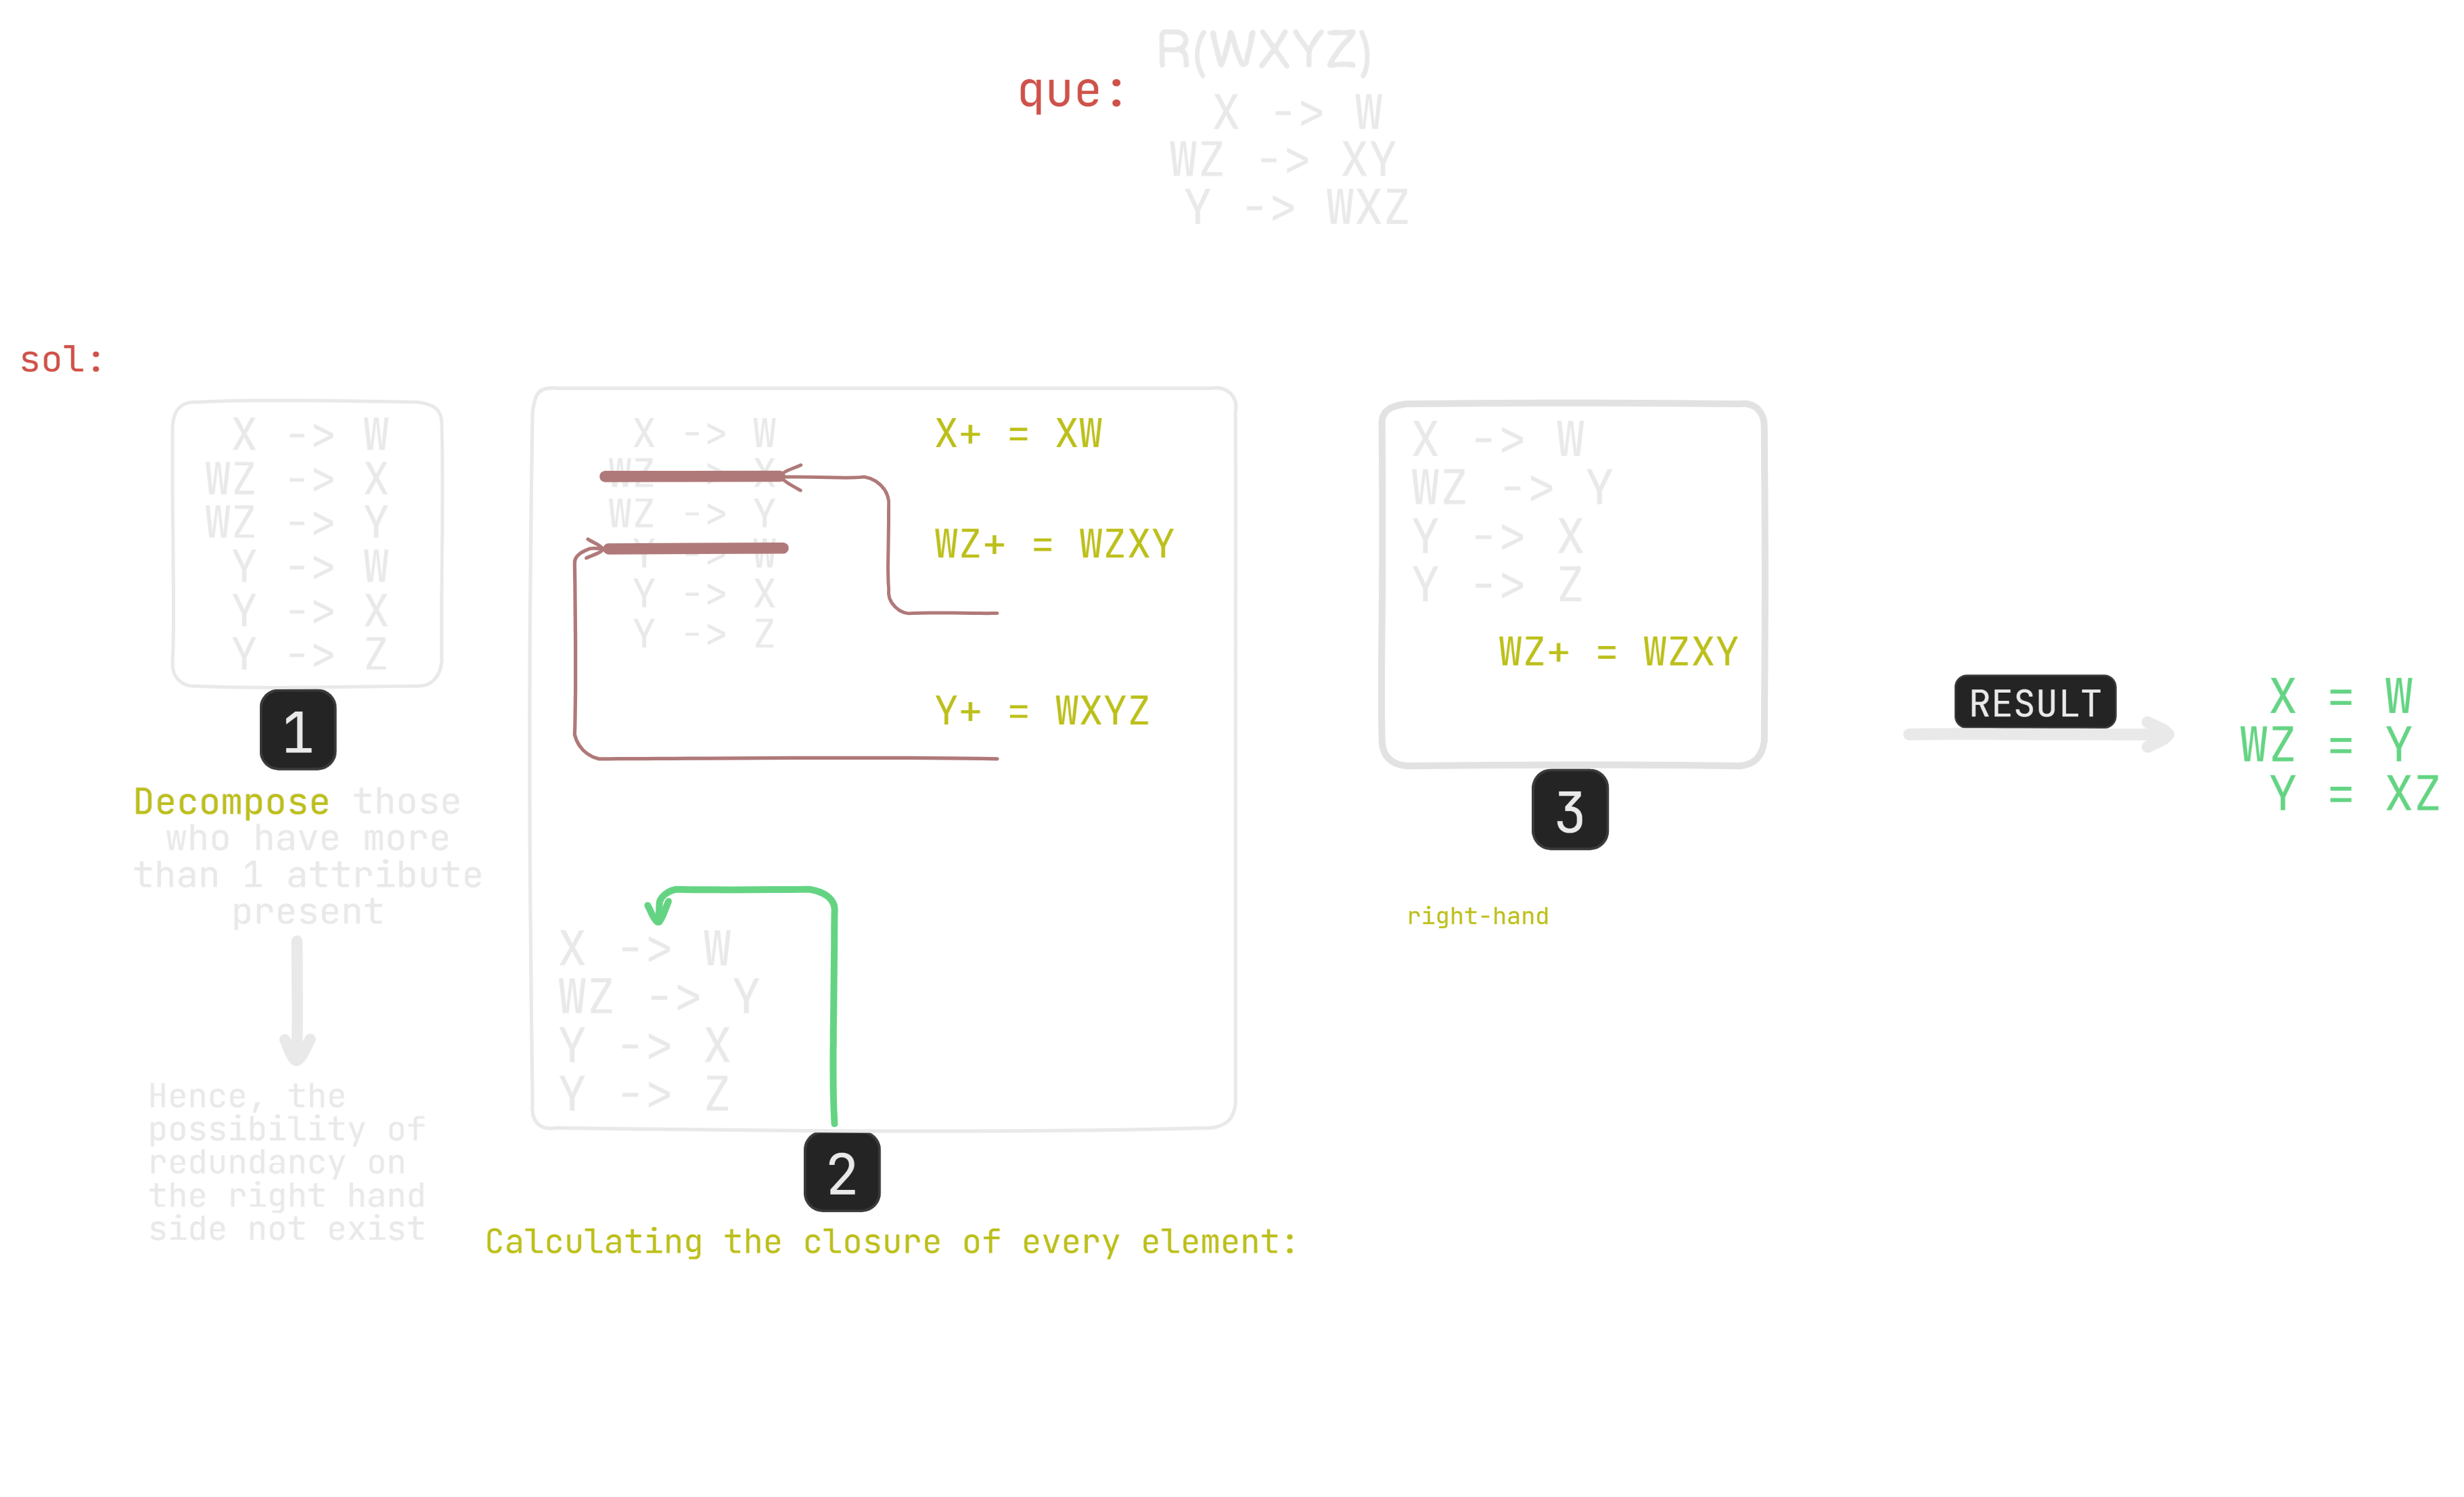 R(WXYZ)
que:
X -> W
WZ -> XY
Y -> WXZ
sol:
X -> W
WZ -> X
WZ -> Y
Y -> W
Y -> X
Y -> Z
1
Decompose those
who have more
than 1 attribute
present
Hence, the
possibility of
redundancy on
the right hand
side not exist
X -> W
WZ -> X
WZ -> Y
Y -> W
Y -> X
Y -> Z
X+ = XW
WZ+ = WZXY
Y+ = WXYZ
X -> W
WZ -> Y
Y -> X
Y -> Z
2
Calculating the closure of every element:
X -> W
WZ -> Y
Y -> X
Y -> Z
WZ+ = WZXY
3
right-hand
RESULT
X = W
WZ = Y
Y = XZ